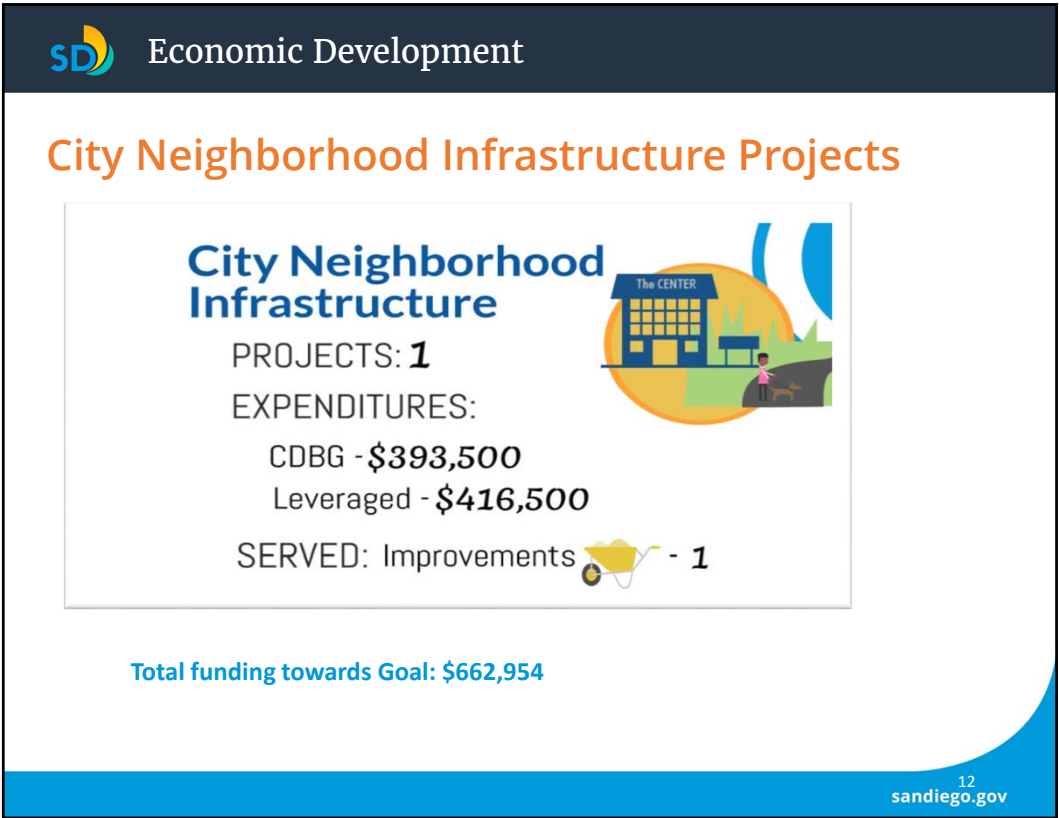 SD
Economic Development
City Neighborhood Infrastructure Projects
City Neighborhood
Infrastructure
The CENTER
PROJECTS: 1
EXPENDITURES:
CDBG - $393,500
Leveraged - $416,500
SERVED: Improvements - 1
Total funding towards Goal: $662,954
12
sandiego.gov